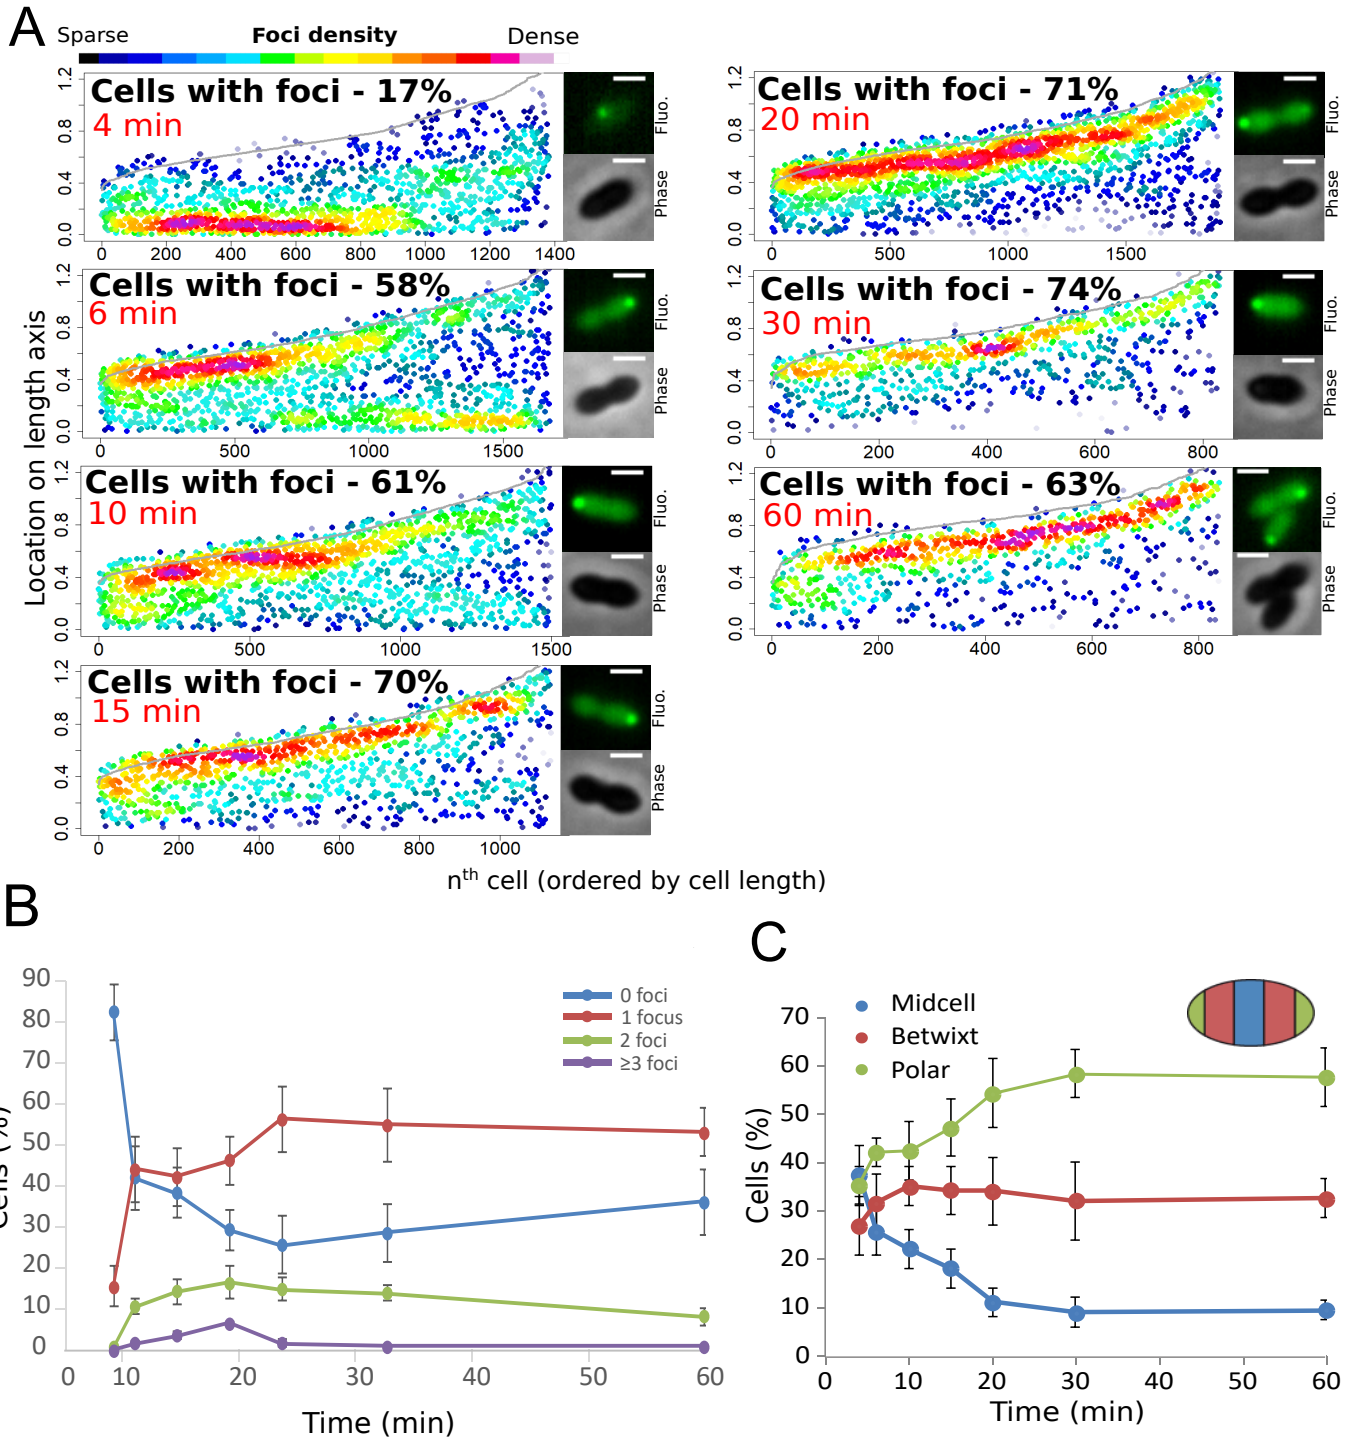 A
Sparse Foci density Dense
Location on length axis
Cells with foci - 17%
4 min
0.0 0.4 0.8 1.2
0 200 400 600 800 1000 1200 1400
Fluo.
Phase
Cells with foci - 58%
6 min
0.0 0.4 0.8 1.2
0 500 1000 1500
Fluo.
Phase
Cells with foci - 61%
10 min
0.0 0.4 0.8 1.2
0 500 1000 1500
Fluo.
Phase
Cells with foci - 70%
15 min
0.0 0.4 0.8 1.2
0 200 400 600 800 1000
Fluo.
Phase
Cells with foci - 71%
20 min
0.0 0.4 0.8 1.2
0 500 1000 1500
Fluo.
Phase
Cells with foci - 74%
30 min
0.0 0.4 0.8 1.2
0 200 400 600 800
Fluo.
Phase
Cells with foci - 63%
60 min
0.0 0.4 0.8 1.2
0 200 400 600 800
Fluo.
Phase
nth cell (ordered by cell length)
B
Cells (%)
90
80
70
60
50
40
30
20
10
0
0 foci
1 focus
2 foci
≥3 foci
0 10 20 30 40 50 60
Time (min)
C
Cells (%)
70
60
50
40
30
20
10
0
Midcell
Betwixt
Polar
0 10 20 30 40 50 60
Time (min)